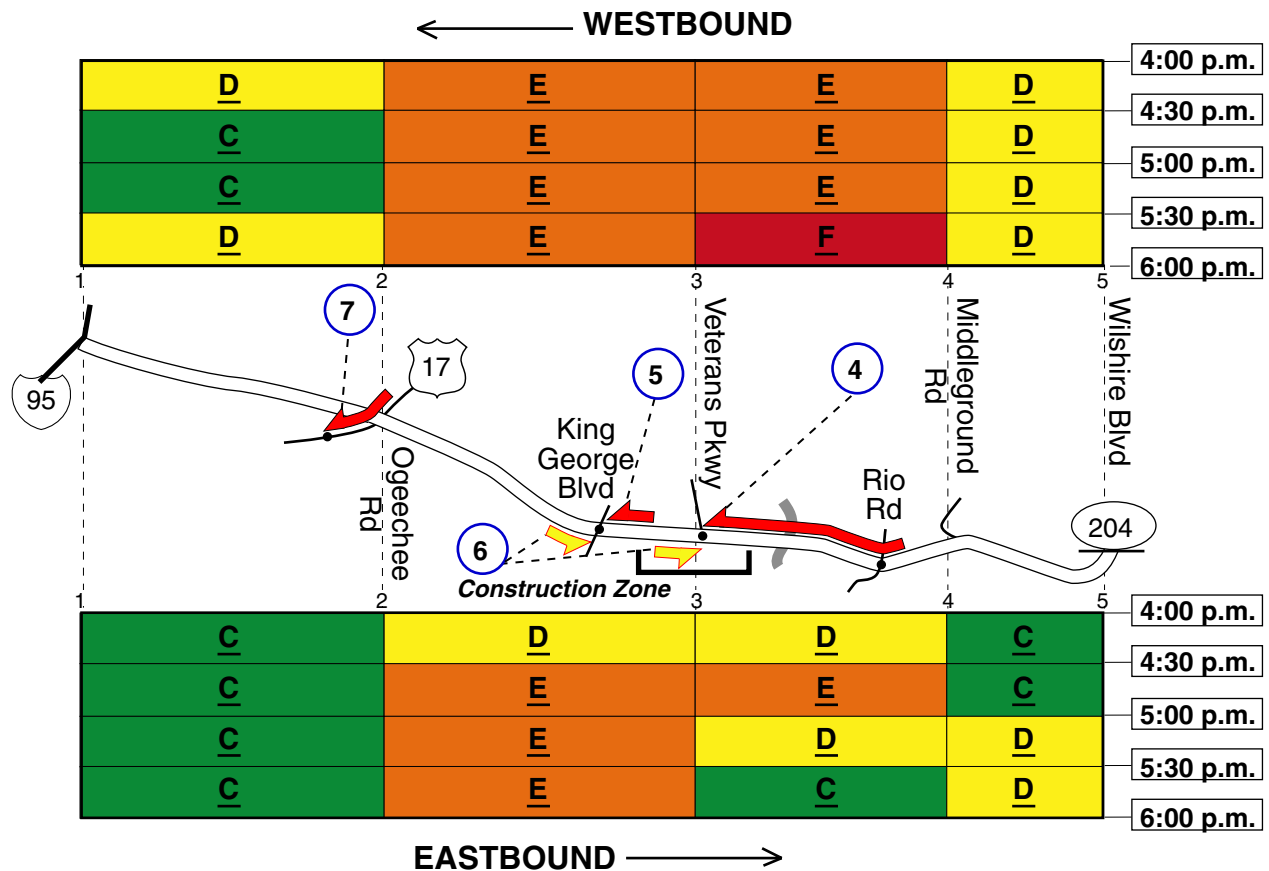 WESTBOUND
4:00 p.m.
D E E D
4:30 p.m.
C E E D
5:00 p.m.
C E E D
5:30 p.m.
D E F D
6:00 p.m.
1 2 3 4 5
7
17
95
5
4
Veterans Pkwy
Middleground
Rd
Wilshire Blvd
King
George
Blvd
Ogeechee
Rd
Rio
Rd
204
6
Construction Zone
1 2 3 4 5
4:00 p.m.
C D D C
4:30 p.m.
C E E C
5:00 p.m.
C E D D
5:30 p.m.
C E C D
6:00 p.m.
EASTBOUND